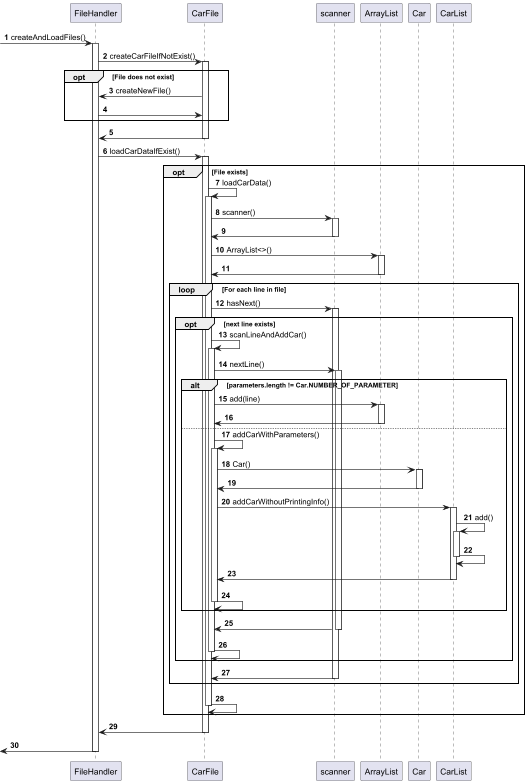 FileHandler CarFile scanner ArrayList Car CarList
1 createAndLoadFiles()
2 createCarFileIfNotExist()
opt [File does not exist]
3 createNewFile()
4
5
6 loadCarDataIfExist()
opt [File exists]
7 loadCarData()
8 scanner()
9
10 ArrayList<>()
11
loop [For each line in file]
12 hasNext()
opt [next line exists]
13 scanLineAndAddCar()
14 nextLine()
alt [parameters.length != Car.NUMBER_OF_PARAMETER]
15 add(line)
16
17 addCarWithParameters()
18 Car()
19
20 addCarWithoutPrintingInfo()
21 add()
22
23
24
25
26
27
28
29
30
FileHandler CarFile scanner ArrayList Car CarList